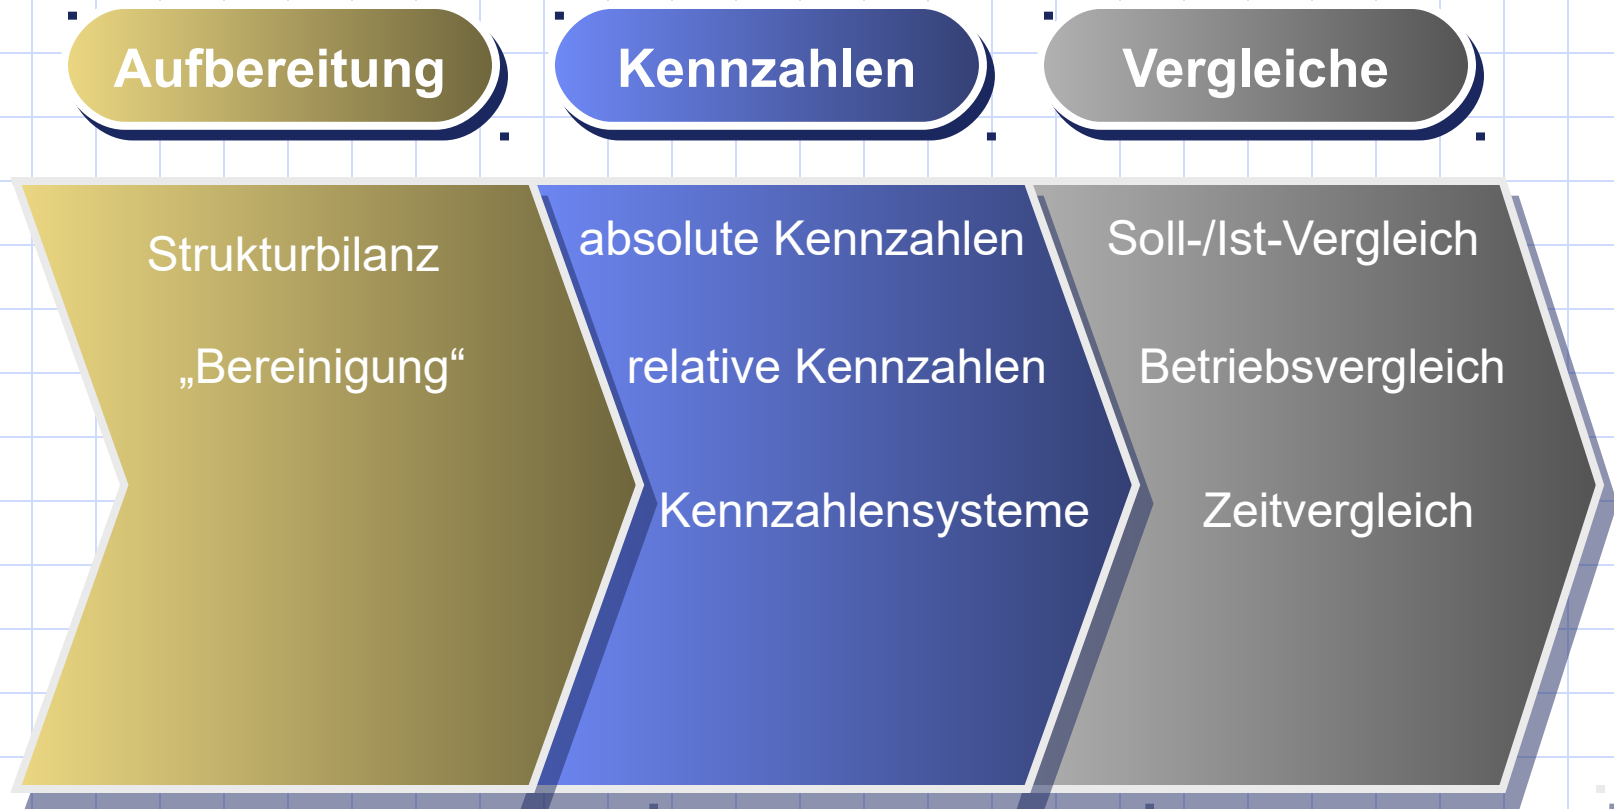 Aufbereitung
Kennzahlen
Vergleiche
Strukturbilanz
„Bereinigung“
absolute Kennzahlen
relative Kennzahlen
Kennzahlensysteme
Soll-/Ist-Vergleich
Betriebsvergleich
Zeitvergleich